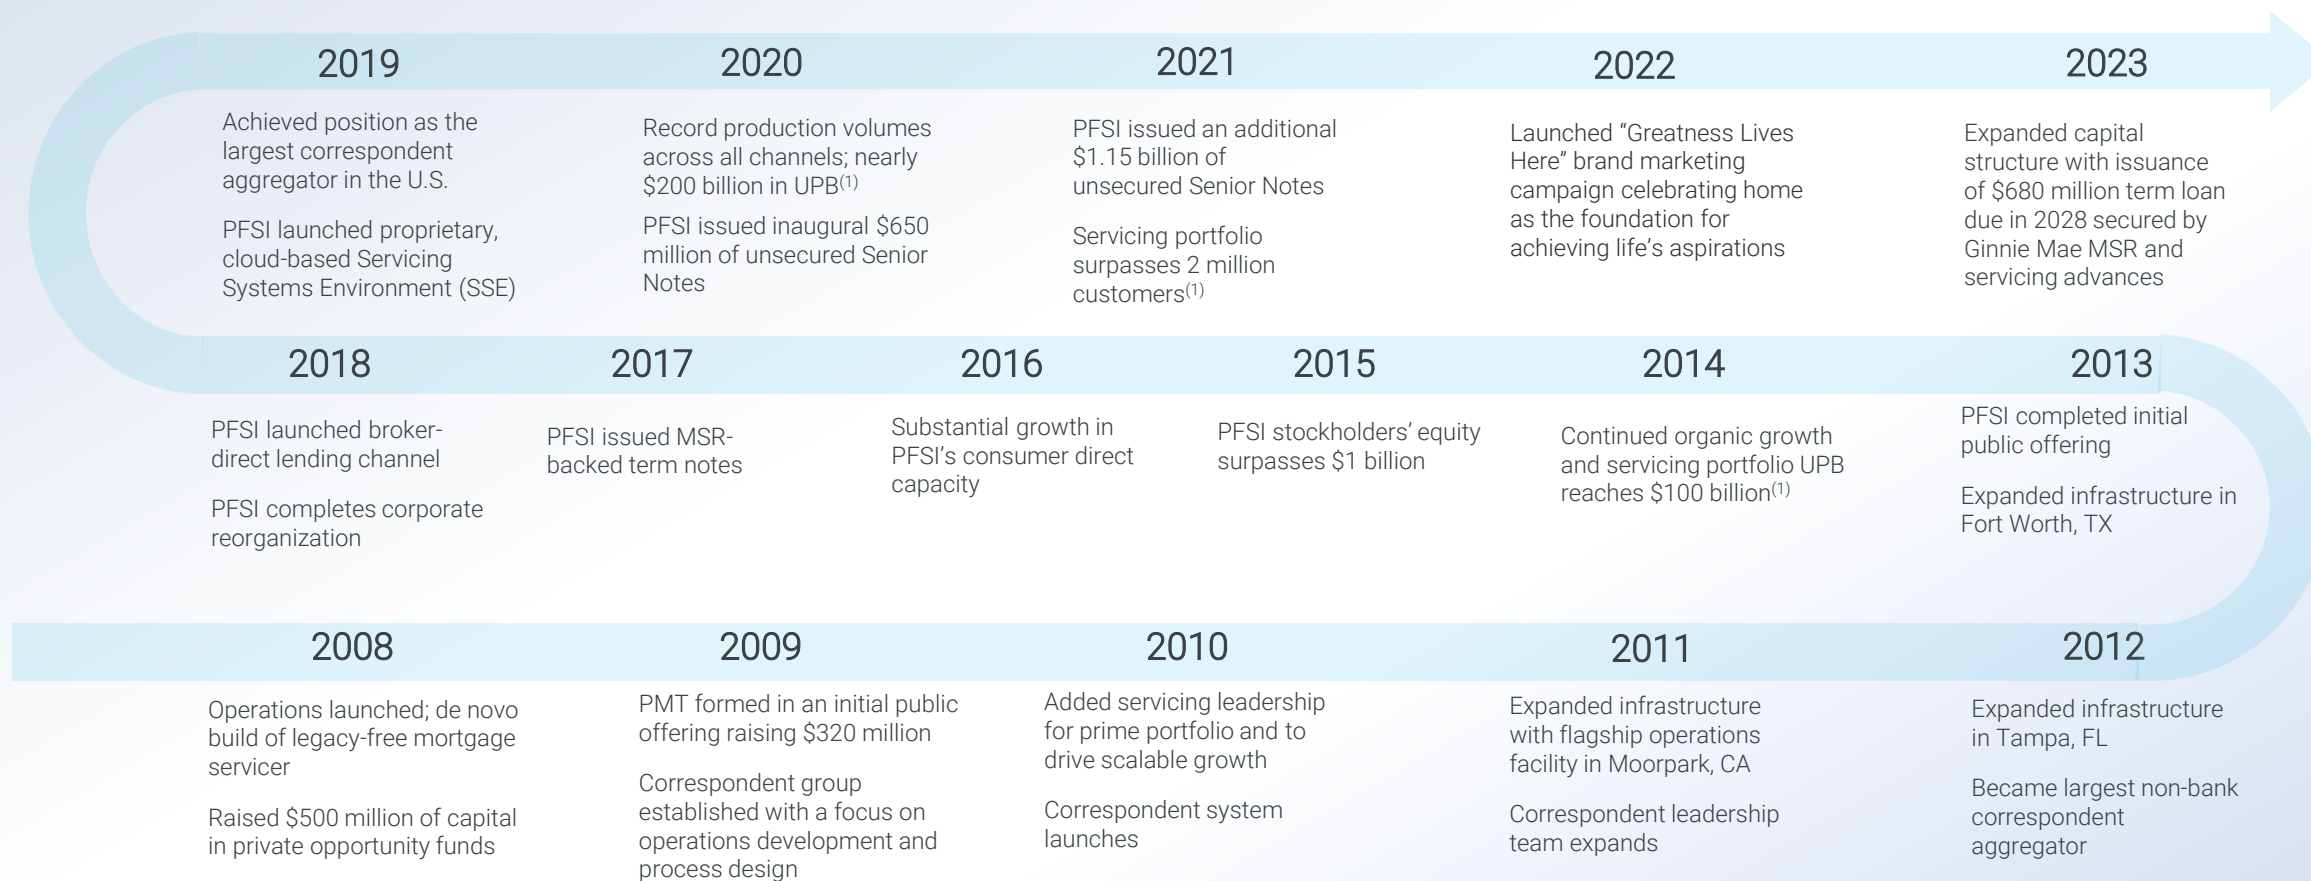 2019
Achieved position as the
largest correspondent
aggregator in the U.S.
PFSI launched proprietary,
cloud-based Servicing
Systems Environment (SSE)
2020
Record production volumes
across all channels; nearly
$200 billion in UPB(1)
PFSI issued inaugural $650
million of unsecured Senior
Notes
2021
PFSI issued an additional
$1.15 billion of
unsecured Senior Notes
Servicing portfolio
surpasses 2 million
customers(1)
2022
Launched “Greatness Lives
Here” brand marketing
campaign celebrating home
as the foundation for
achieving life’s aspirations
2023
Expanded capital
structure with issuance
of $680 million term loan
due in 2028 secured by
Ginnie Mae MSR and
servicing advances
2018
PFSI launched broker-
direct lending channel
PFSI completes corporate
reorganization
2017
PFSI issued MSR-
backed term notes
2016
Substantial growth in
PFSI’s consumer direct
capacity
2015
PFSI stockholders’ equity
surpasses $1 billion
2014
Continued organic growth
and servicing portfolio UPB
reaches $100 billion(1)
2013
PFSI completed initial
public offering
Expanded infrastructure in
Fort Worth, TX
2008
Operations launched; de novo
build of legacy-free mortgage
servicer
Raised $500 million of capital
in private opportunity funds
2009
PMT formed in an initial public
offering raising $320 million
Correspondent group
established with a focus on
operations development and
process design
2010
Added servicing leadership
for prime portfolio and to
drive scalable growth
Correspondent system
launches
2011
Expanded infrastructure
with flagship operations
facility in Moorpark, CA
Correspondent leadership
team expands
2012
Expanded infrastructure
in Tampa, FL
Became largest non-bank
correspondent
aggregator